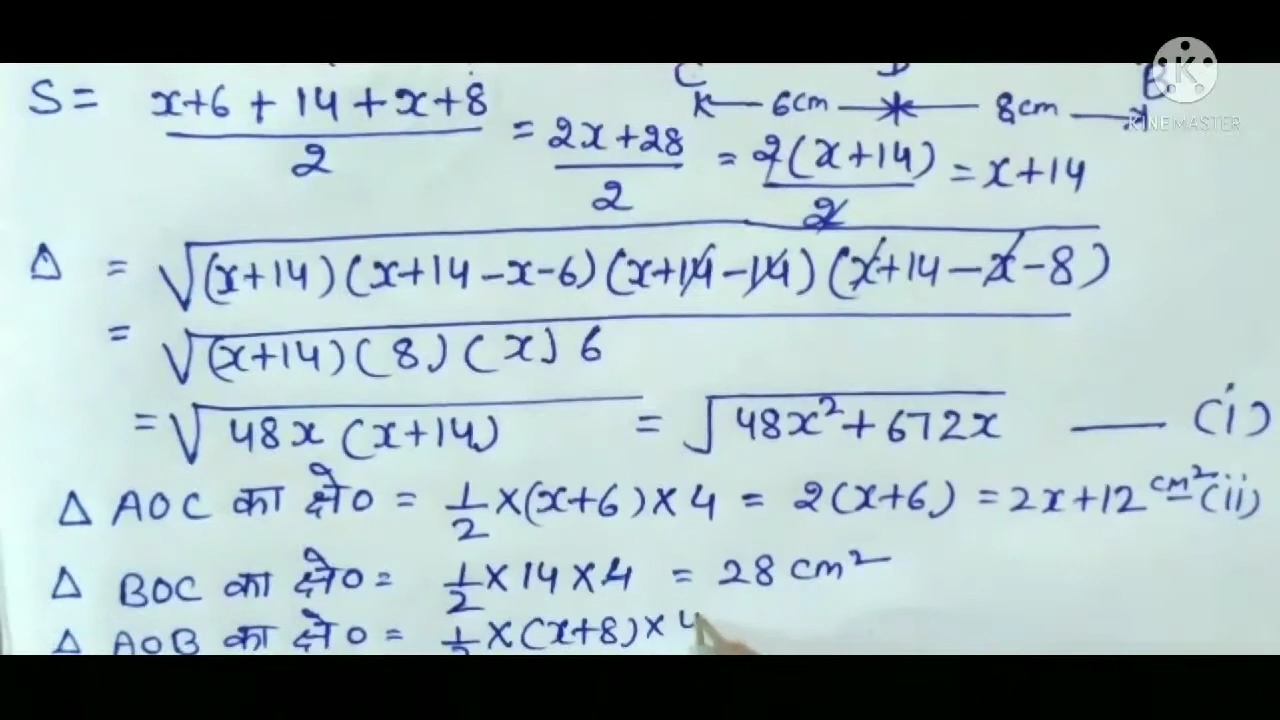 C D B
6cm 8cm
KINEMASTER
S = x+6+14+x+8 / 2 = 2x+28 / 2 = 2(x+14) / 2 = x+14
Δ = √(x+14)(x+14-x-6)(x+14-14)(x+14-x-8)
= √(x+14)(8)(x)6
= √48x(x+14) = √48x²+672x — (i)
Δ AOC का क्षे० = 1/2 ×(x+6)×4 = 2(x+6) = 2x+12 cm² (ii)
Δ BOC का क्षे० = 1/2 × 14 × 4 = 28 cm²
Δ AOB का क्षे० = 1/2 ×(x+8)× 4